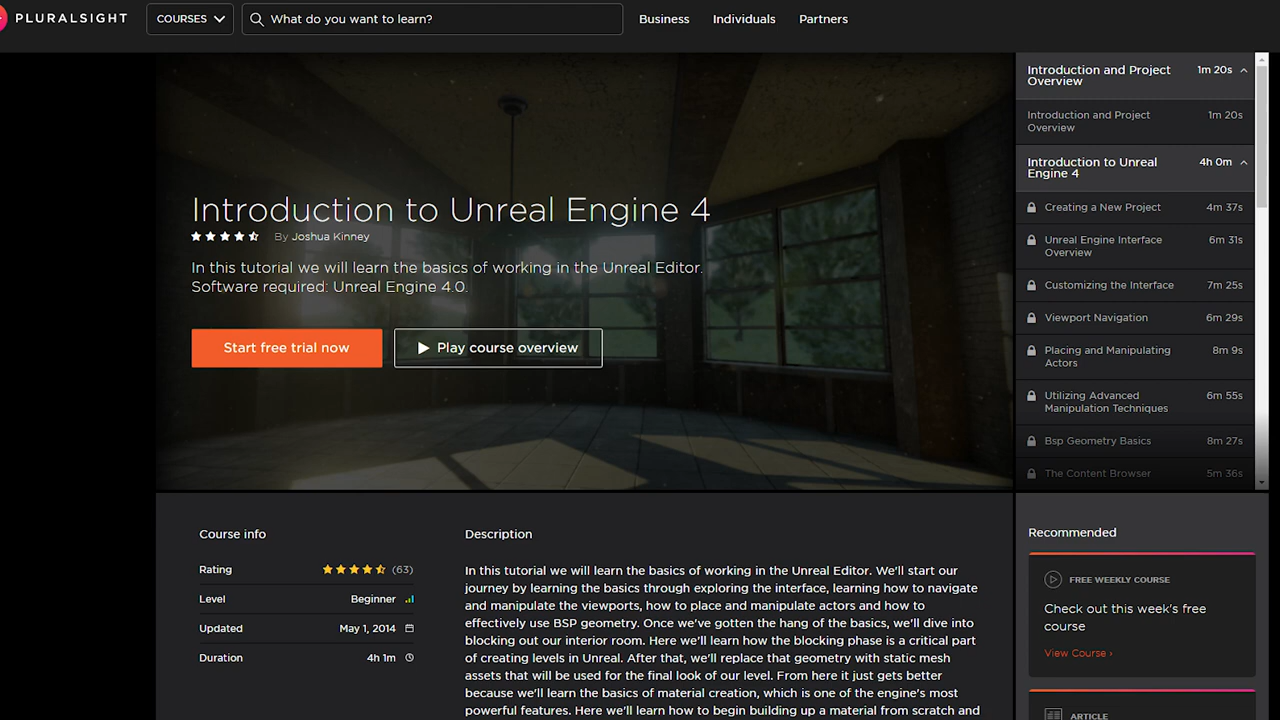 PLURALSIGHT
COURSES
What do you want to learn?
Business
Individuals
Partners
Introduction to Unreal Engine 4
By Joshua Kinney
In this tutorial we will learn the basics of working in the Unreal Editor.
Software required: Unreal Engine 4.0.
Start free trial now
Play course overview
Introduction and Project 1m 20s
Overview
Introduction and Project 1m 20s
Overview
Introduction to Unreal 4h 0m
Engine 4
Creating a New Project 4m 37s
Unreal Engine Interface 6m 31s
Overview
Customizing the Interface 7m 25s
Viewport Navigation 6m 29s
Placing and Manipulating 8m 9s
Actors
Utilizing Advanced 6m 55s
Manipulation Techniques
Bsp Geometry Basics 8m 27s
The Content Browser 5m 36s
Course info
Rating (63)
Level Beginner
Updated May 1, 2014
Duration 4h 1m
Description
In this tutorial we will learn the basics of working in the Unreal Editor. We'll start our
journey by learning the basics through exploring the interface, learning how to navigate
and manipulate the viewports, how to place and manipulate actors and how to
effectively use BSP geometry. Once we've gotten the hang of the basics, we'll dive into
blocking out our interior room. Here we'll learn how the blocking phase is a critical part
of creating levels in Unreal. After that, we'll replace that geometry with static mesh
assets that will be used for the final look of our level. From here it just gets better
because we'll learn the basics of material creation, which is one of the engine's most
powerful features. Here we'll learn how to begin building up a material from scratch and
Recommended
FREE WEEKLY COURSE
Check out this week's free
course
View Course ›
ARTICLE